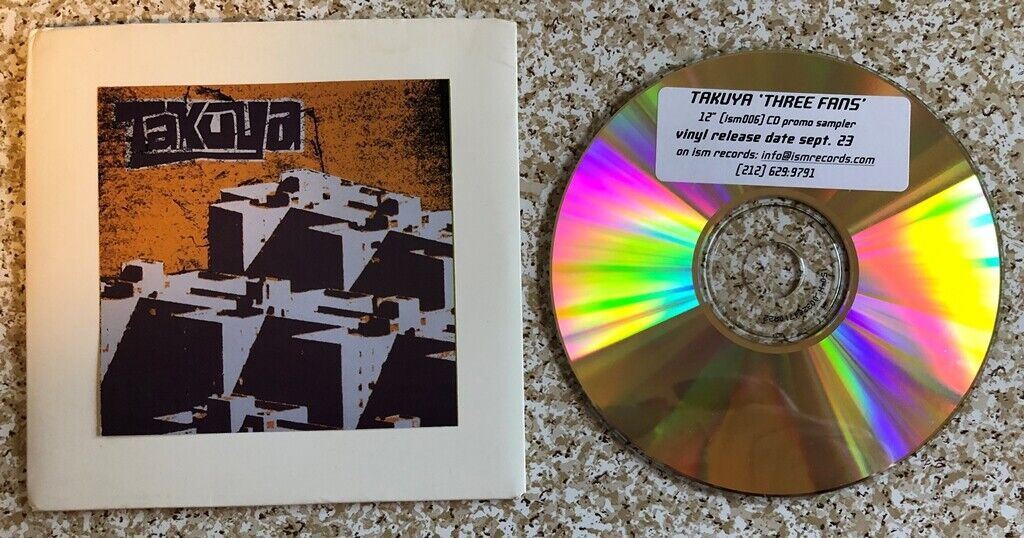 Takuya
TAKUYA 'THREE FANS'
12" [ism006] CD promo sampler
vinyl release date sept. 23
on ism records: info@ismrecords.com
[212] 629.9791